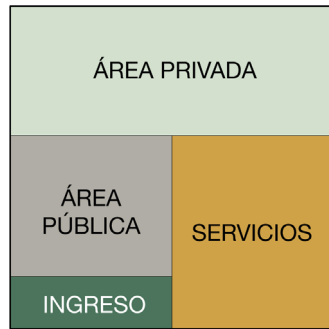 ÁREA PRIVADA
ÁREA
PÚBLICA
SERVICIOS
INGRESO